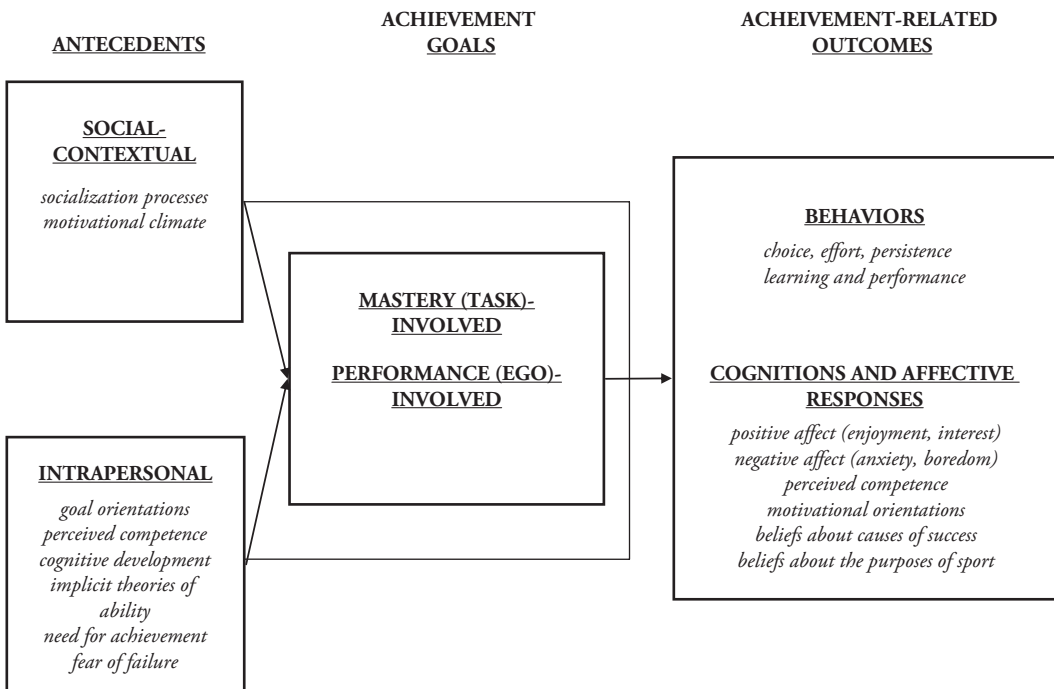 ANTECEDENTS
ACHIEVEMENT
GOALS
ACHEIVEMENT-RELATED
OUTCOMES
SOCIAL-
CONTEXTUAL
socialization processes
motivational climate
INTRAPERSONAL
goal orientations
perceived competence
cognitive development
implicit theories of
ability
need for achievement
fear of failure
MASTERY (TASK)-
INVOLVED
PERFORMANCE (EGO)-
INVOLVED
BEHAVIORS
choice, effort, persistence
learning and performance
COGNITIONS AND AFFECTIVE
RESPONSES
positive affect (enjoyment, interest)
negative affect (anxiety, boredom)
perceived competence
motivational orientations
beliefs about causes of success
beliefs about the purposes of sport